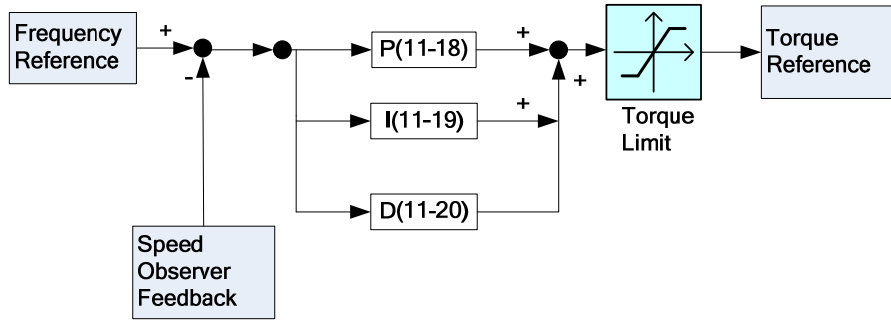 Frequency
Reference
+
-
P(11-18)
+
+
I(11-19)
+
D(11-20)
Torque
Limit
Torque
Reference
Speed
Observer
Feedback